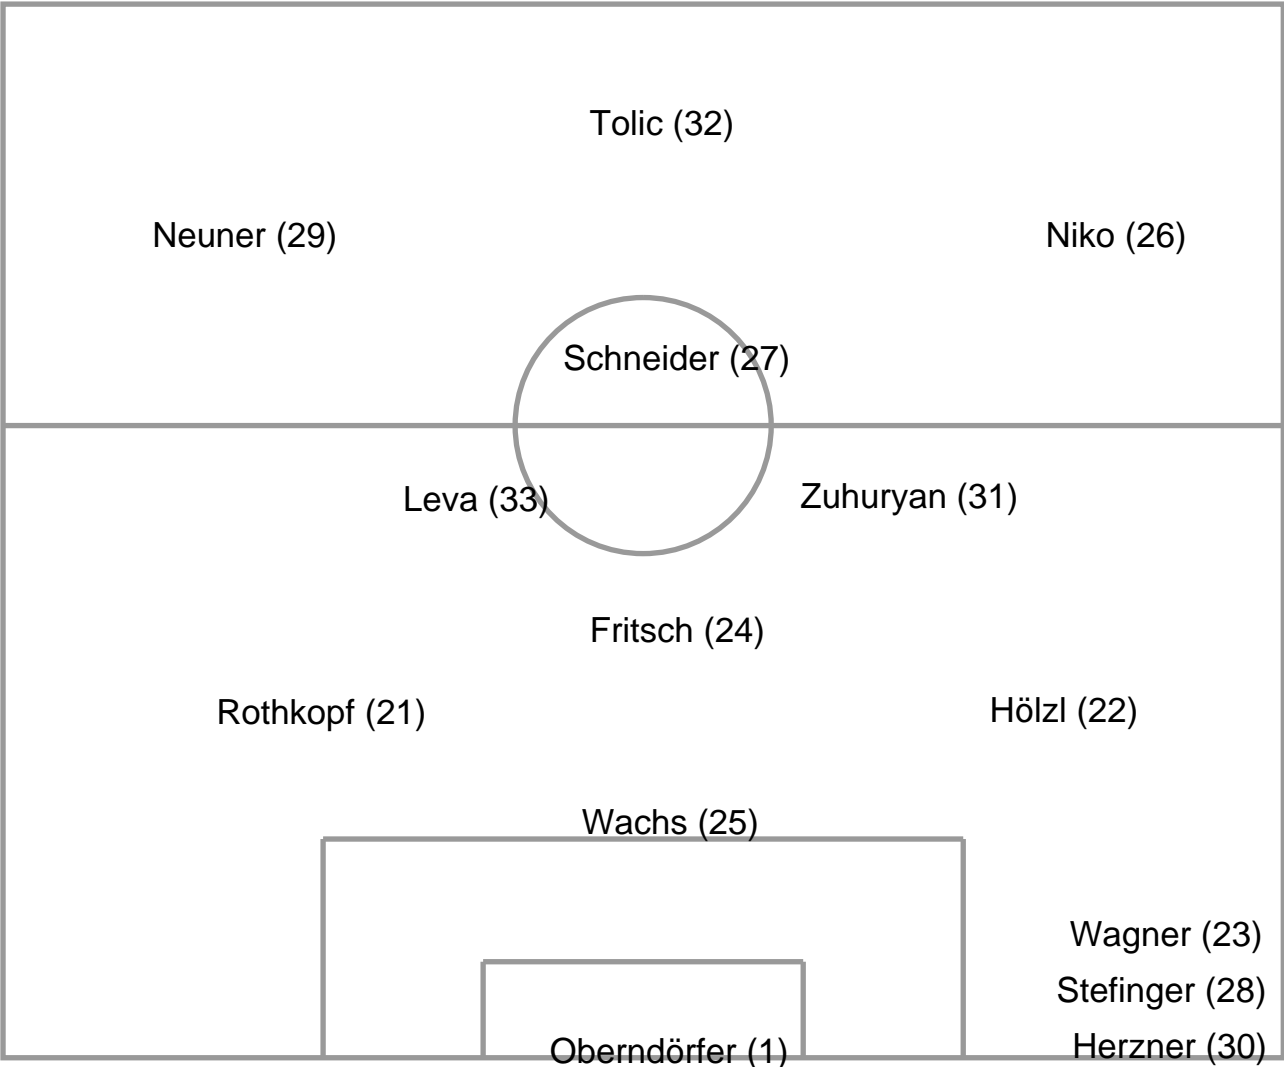 Tolic (32)
Neuner (29)
Niko (26)
Schneider (27)
Leva (33)
Zuhuryan (31)
Fritsch (24)
Rothkopf (21)
Hölzl (22)
Wachs (25)
Wagner (23)
Stefinger (28)
Oberndörfer (1)
Herzner (30)